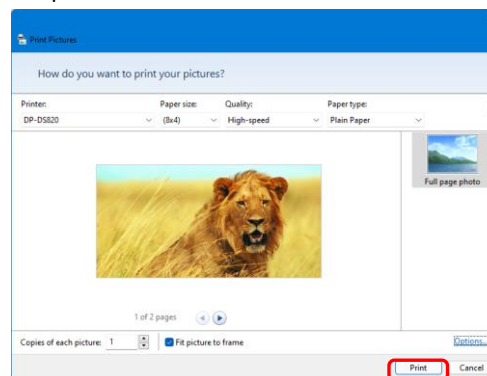 Print Pictures
How do you want to print your pictures?
Printer: Paper size: Quality: Paper type:
DP-DS820 (8x4) High-speed Plain Paper
Full page photo
1 of 2 pages
Copies of each picture: 1 Fit picture to frame Options...
Print Cancel